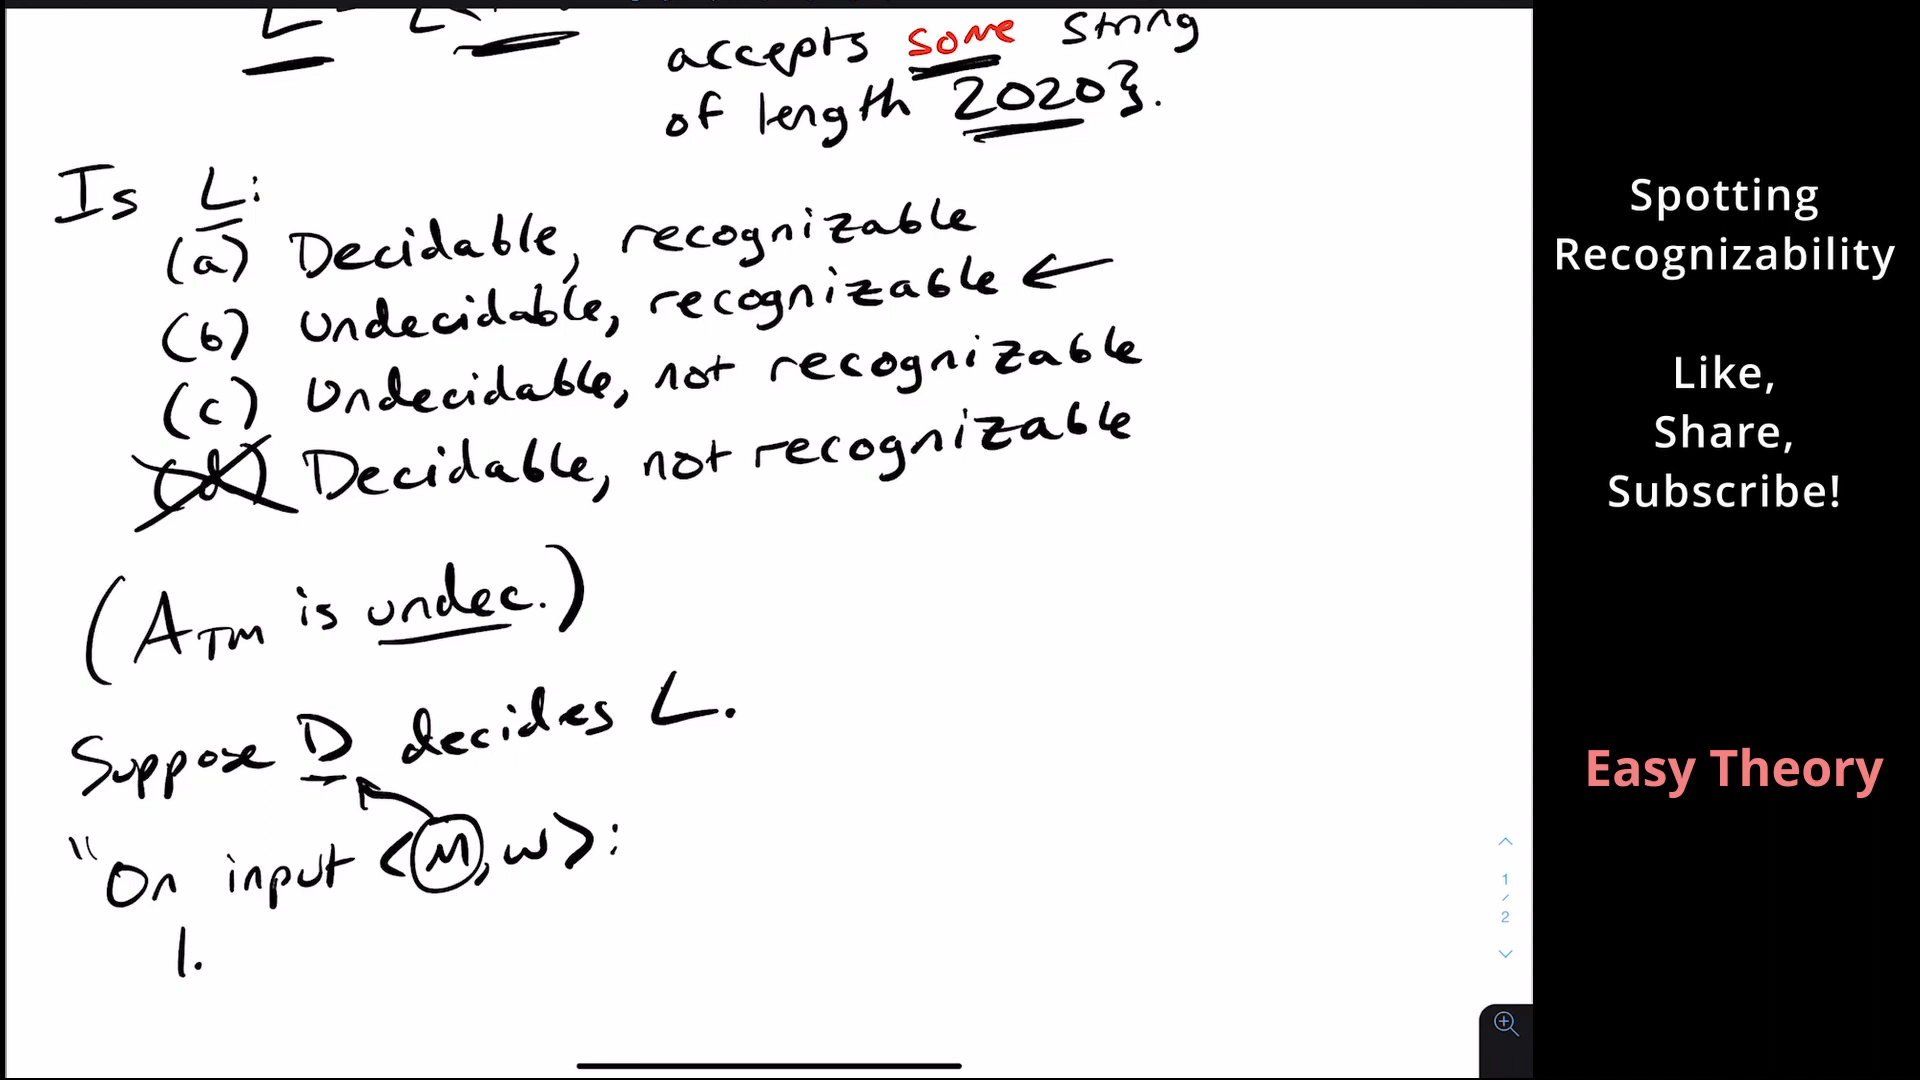 accepts some string
of length 2020}.
Is L:
(a) Decidable, recognizable
(b) Undecidable, recognizable ←
(c) Undecidable, not recognizable
(d) Decidable, not recognizable
(ATM is undec.)
Suppose D decides L.
"On input <M, w>:
1.
Spotting
Recognizability
Like,
Share,
Subscribe!
Easy Theory
1
/
2